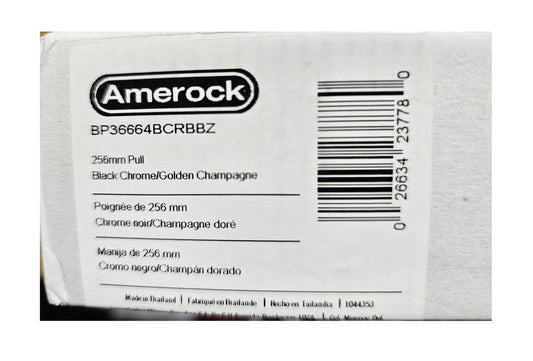 Amerock
BP36664BCRBBZ
256mm Pull
Black Chrome/Golden Champagne
Poignée de 256 mm
Chrome noir/Champagne doré
Manija de 256 mm
Cromo negro/Champán dorado
0 26634 23778 0
Made in Thailand | Fabriqué en Thaïlande | Hecho en Tailandia | 1044353